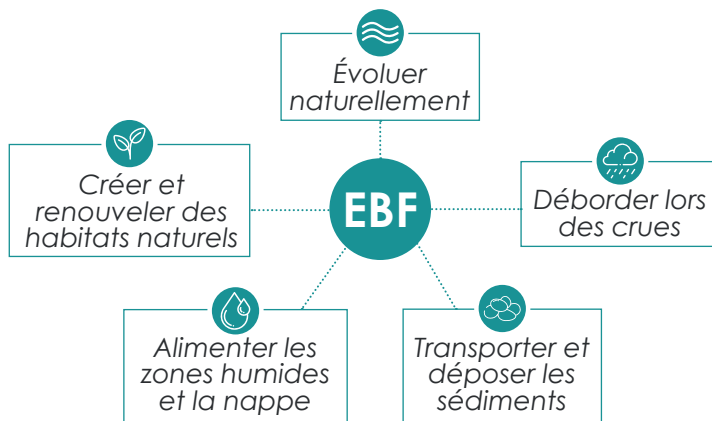 Évoluer
naturellement
Créer et
renouveler des
habitats naturels
EBF
Déborder lors
des crues
Alimenter les
zones humides
et la nappe
Transporter et
déposer les
sédiments